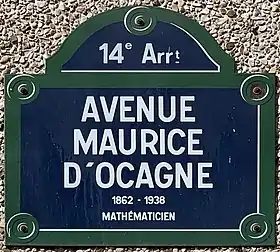 14e Arrt
AVENUE
MAURICE
D'OCAGNE
1862 - 1938
MATHÉMATICIEN